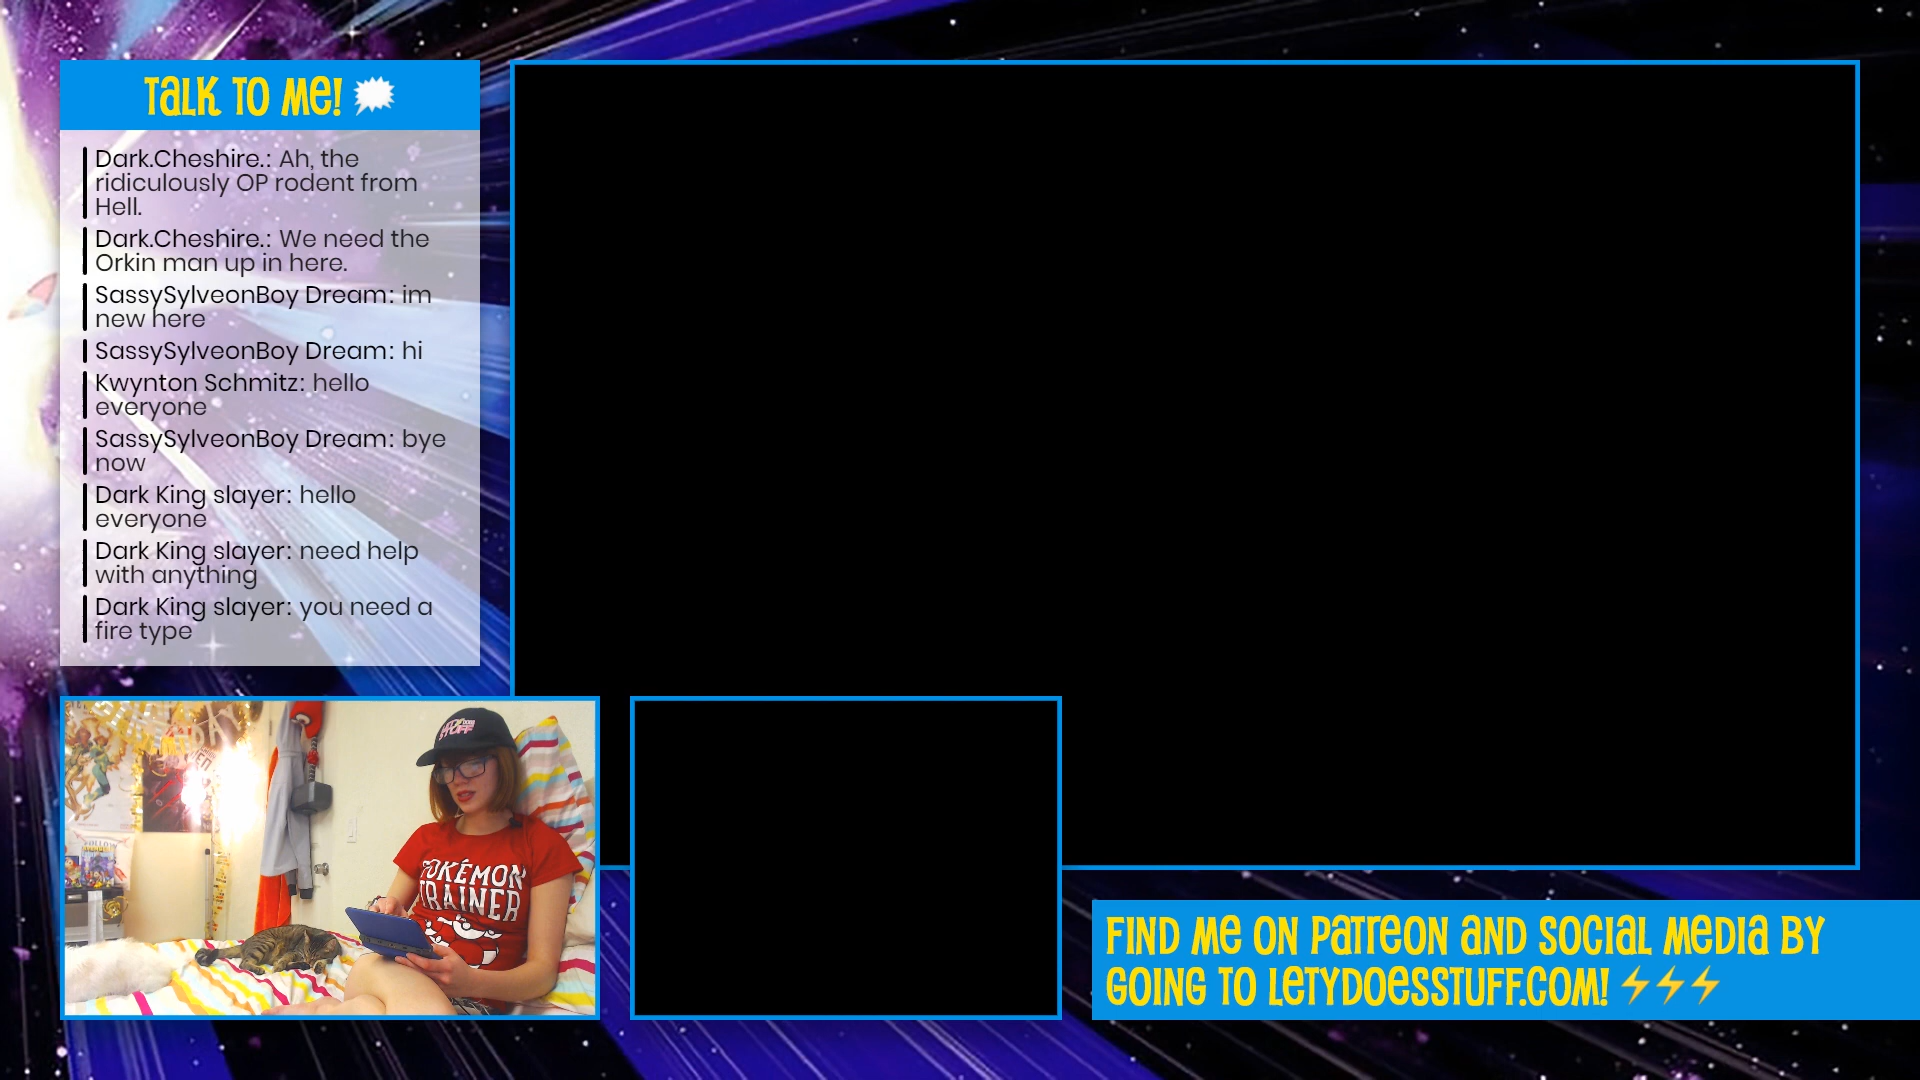 TALK TO ME!
Dark.Cheshire.: Ah, the
ridiculously OP rodent from
Hell.
Dark.Cheshire.: We need the
Orkin man up in here.
SassySylveonBoy Dream: im
new here
SassySylveonBoy Dream: hi
Kwynton Schmitz: hello
everyone
SassySylveonBoy Dream: bye
now
Dark King slayer: hello
everyone
Dark King slayer: need help
with anything
Dark King slayer: you need a
fire type
STUFF
POKÉMON
TRAINER
FIND ME ON PATREON AND SOCIAL MEDIA BY
GOING TO LETYDOESSTUFF.COM! ⚡⚡⚡